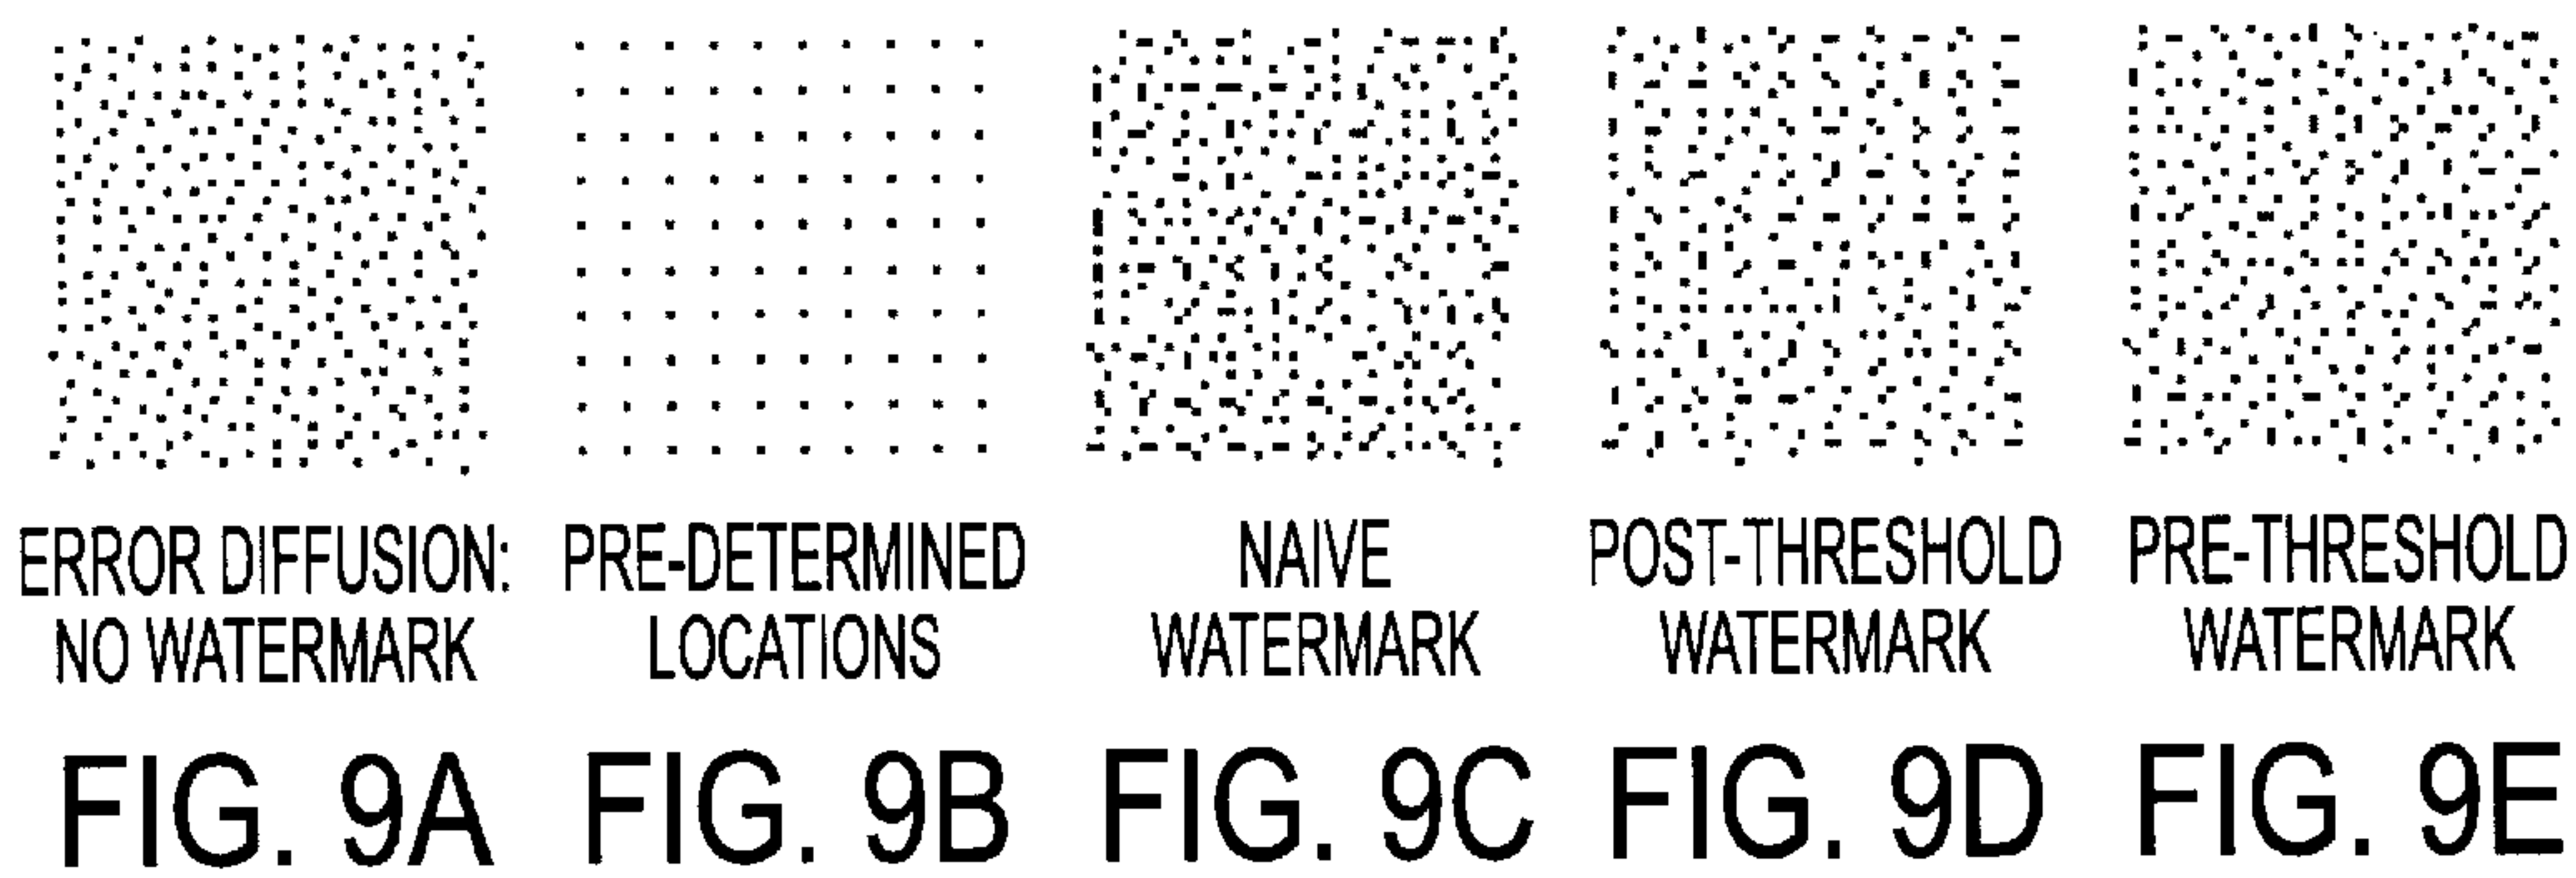 ERROR DIFFUSION:
NO WATERMARK
FIG. 9A
PRE-DETERMINED
LOCATIONS
FIG. 9B
NAIVE
WATERMARK
FIG. 9C
POST-THRESHOLD
WATERMARK
FIG. 9D
PRE-THRESHOLD
WATERMARK
FIG. 9E